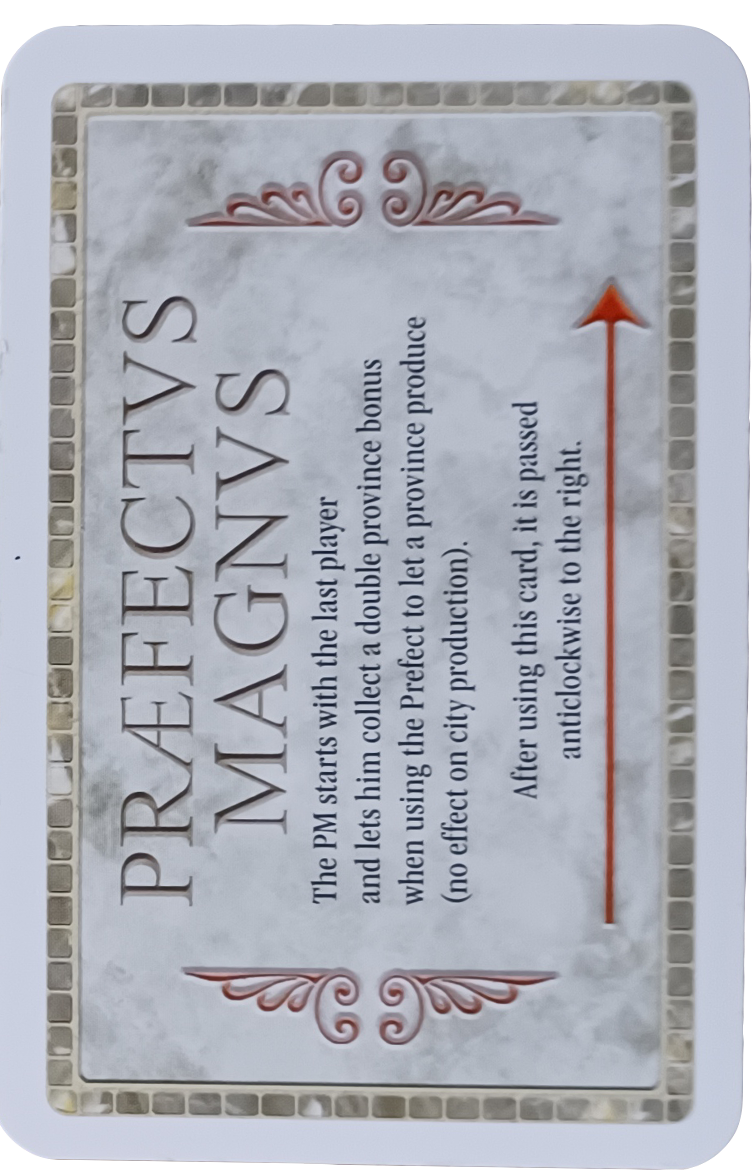 PRÆFECTVS
MAGNVS
The PM starts with the last player
and lets him collect a double province bonus
when using the Prefect to let a province produce
(no effect on city production).
After using this card, it is passed
anticlockwise to the right.